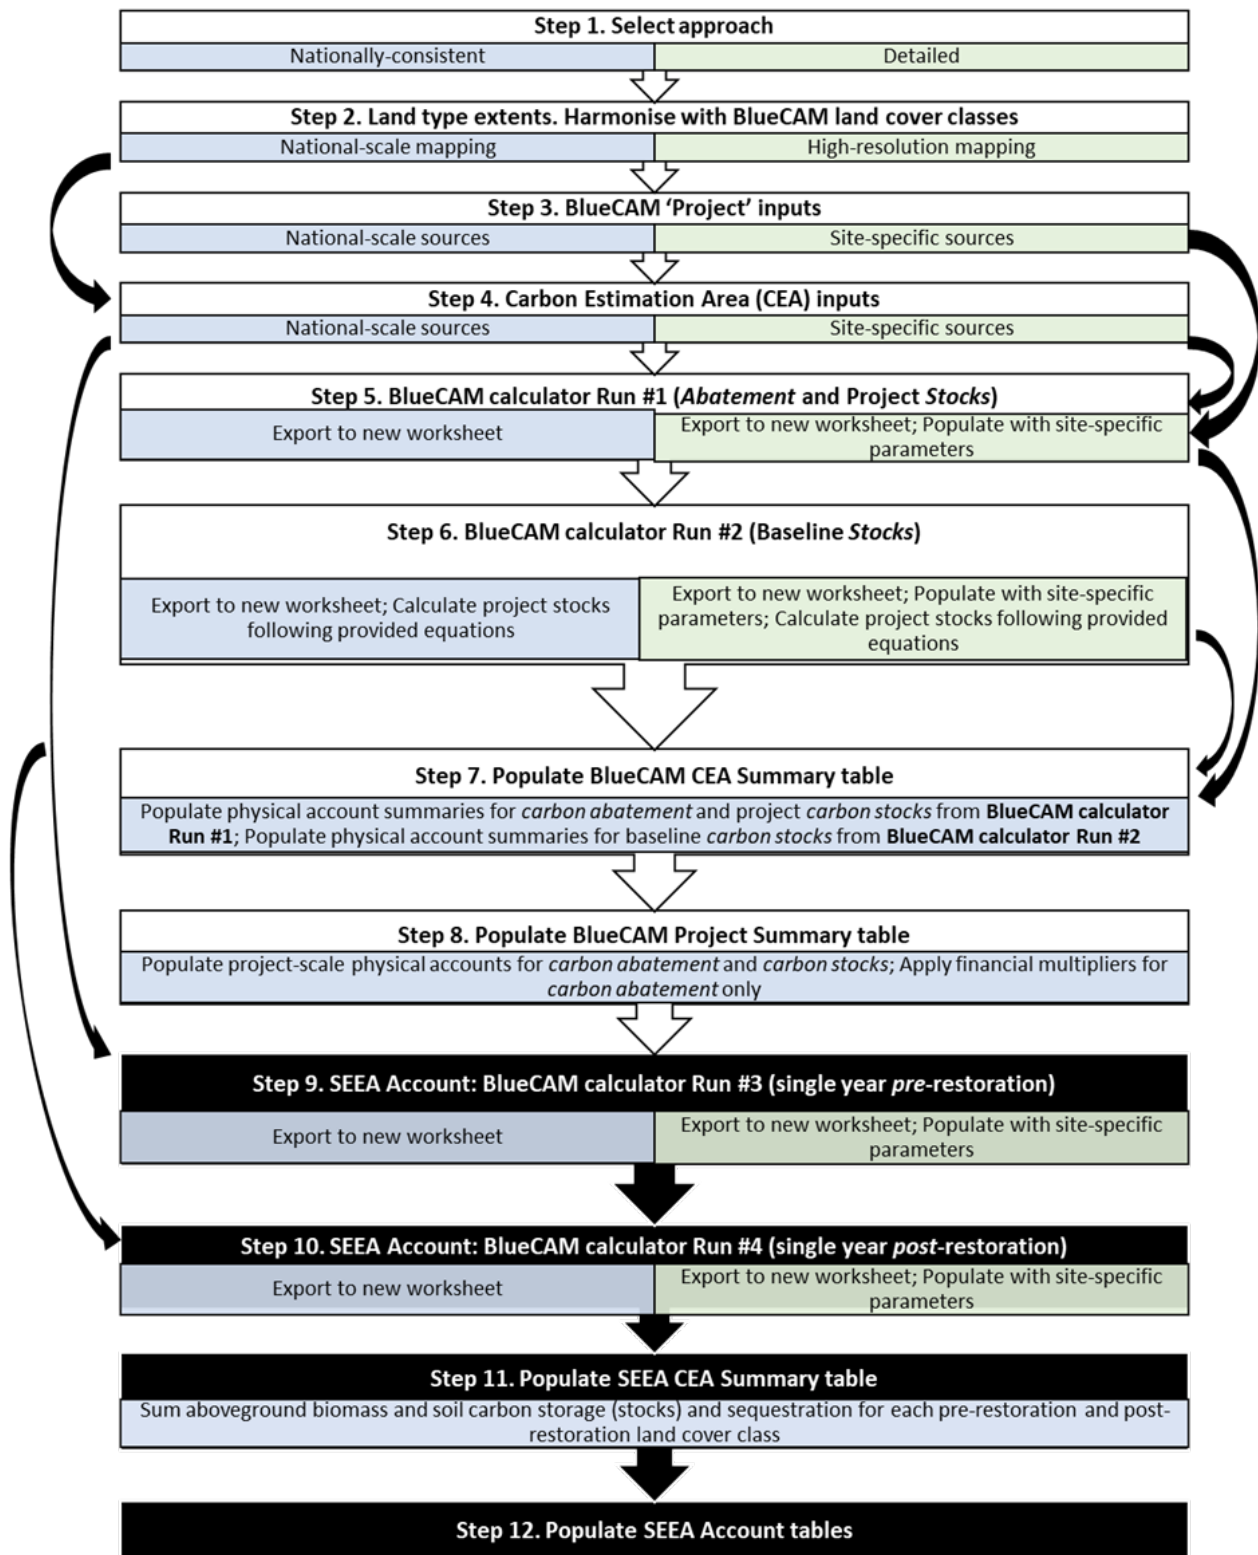 Step 1. Select approach
Nationally-consistent
Detailed
Step 2. Land type extents. Harmonise with BlueCAM land cover classes
National-scale mapping
High-resolution mapping
Step 3. BlueCAM ‘Project’ inputs
National-scale sources
Site-specific sources
Step 4. Carbon Estimation Area (CEA) inputs
National-scale sources
Site-specific sources
Step 5. BlueCAM calculator Run #1 (Abatement and Project Stocks)
Export to new worksheet
Export to new worksheet; Populate with site-specific
parameters
Step 6. BlueCAM calculator Run #2 (Baseline Stocks)
Export to new worksheet; Calculate project stocks
following provided equations
Export to new worksheet; Populate with site-specific
parameters; Calculate project stocks following provided
equations
Step 7. Populate BlueCAM CEA Summary table
Populate physical account summaries for carbon abatement and project carbon stocks from BlueCAM calculator
Run #1; Populate physical account summaries for baseline carbon stocks from BlueCAM calculator Run #2
Step 8. Populate BlueCAM Project Summary table
Populate project-scale physical accounts for carbon abatement and carbon stocks; Apply financial multipliers for
carbon abatement only
Step 9. SEEA Account: BlueCAM calculator Run #3 (single year pre-restoration)
Export to new worksheet
Export to new worksheet; Populate with site-specific
parameters
Step 10. SEEA Account: BlueCAM calculator Run #4 (single year post-restoration)
Export to new worksheet
Export to new worksheet; Populate with site-specific
parameters
Step 11. Populate SEEA CEA Summary table
Sum aboveground biomass and soil carbon storage (stocks) and sequestration for each pre-restoration and post-
restoration land cover class
Step 12. Populate SEEA Account tables